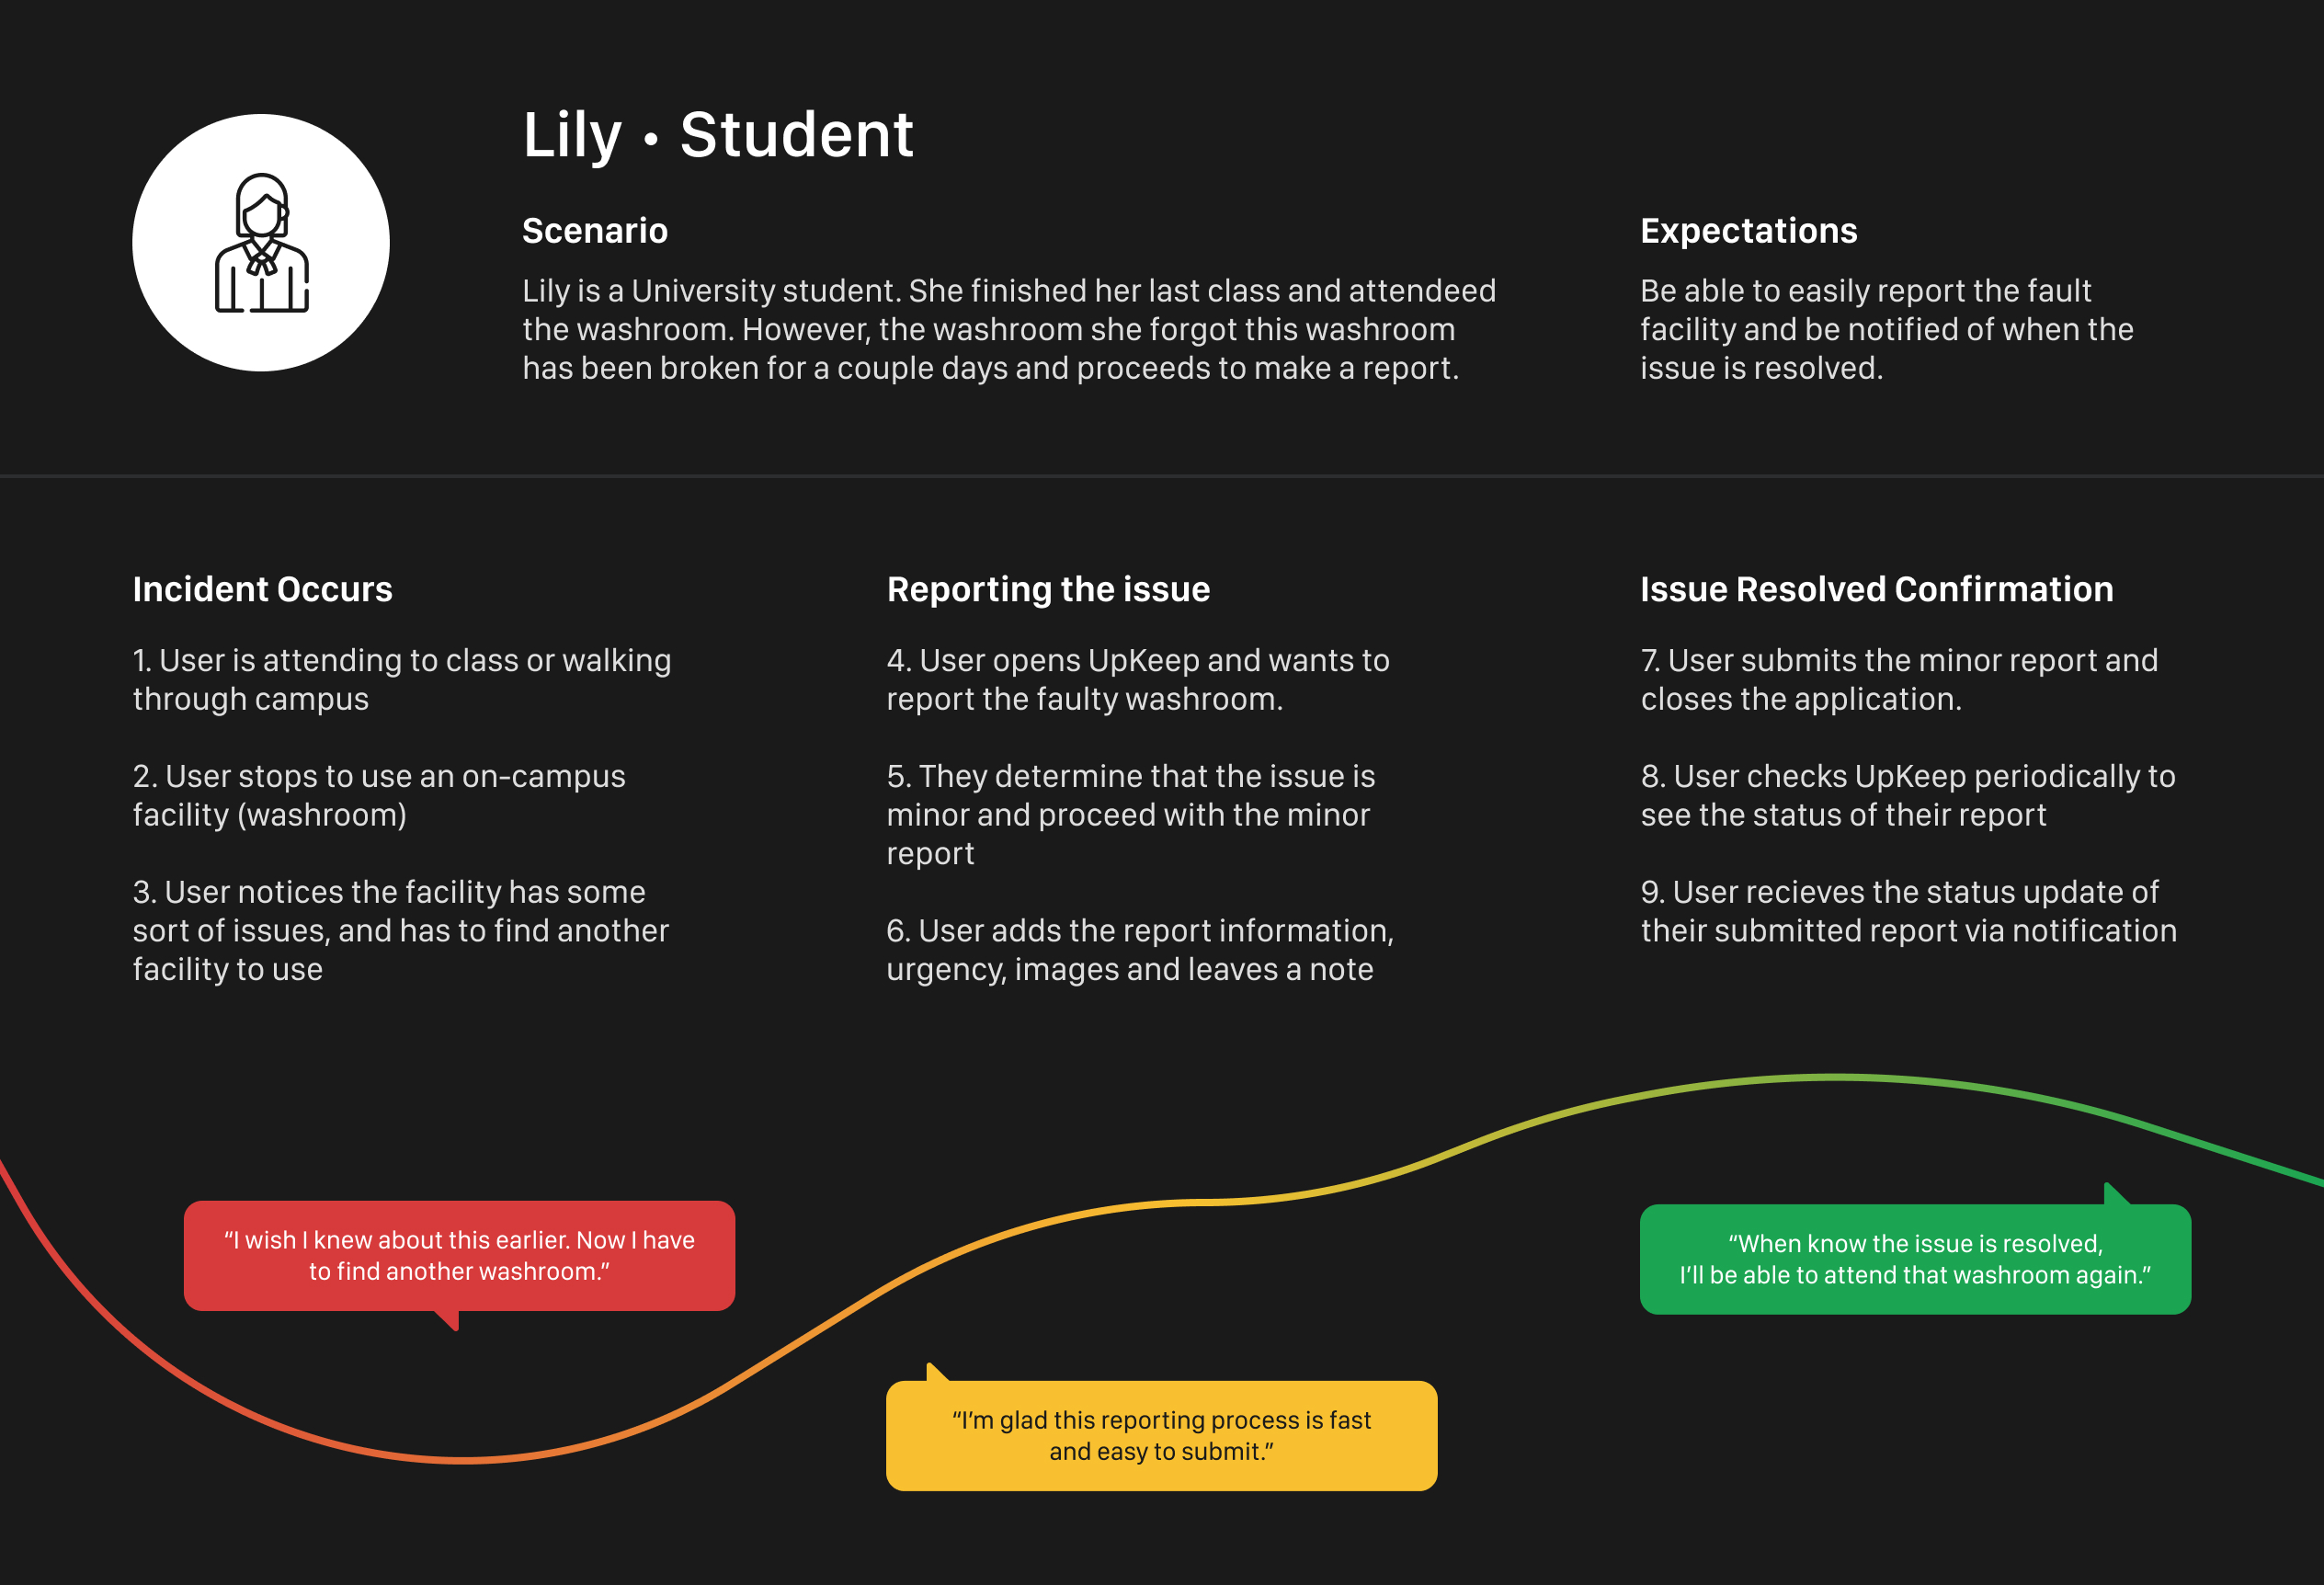 Lily • Student
Scenario
Lily is a University student. She finished her last class and attendeed
the washroom. However, the washroom she forgot this washroom
has been broken for a couple days and proceeds to make a report.
Expectations
Be able to easily report the fault
facility and be notified of when the
issue is resolved.
Incident Occurs
1. User is attending to class or walking
through campus
2. User stops to use an on-campus
facility (washroom)
3. User notices the facility has some
sort of issues, and has to find another
facility to use
Reporting the issue
4. User opens UpKeep and wants to
report the faulty washroom.
5. They determine that the issue is
minor and proceed with the minor
report
6. User adds the report information,
urgency, images and leaves a note
Issue Resolved Confirmation
7. User submits the minor report and
closes the application.
8. User checks UpKeep periodically to
see the status of their report
9. User recieves the status update of
their submitted report via notification
“I wish I knew about this earlier. Now I have
to find another washroom.”
“I’m glad this reporting process is fast
and easy to submit.”
“When know the issue is resolved,
I’ll be able to attend that washroom again.”